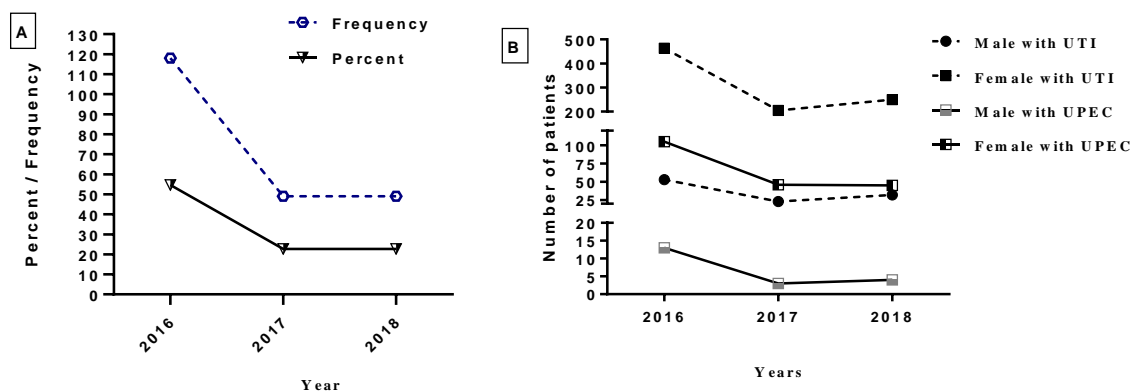 A
Frequency
Percent
130
120
110
100
90
80
70
60
50
40
30
20
10
0
Percent / Frequency
2016
2017
2018
Year
B
500
400
300
200
100
75
50
25
20
15
10
5
0
Number of patients
2016
2017
2018
Years
Male with UTI
Female with UTI
Male with UPEC
Female with UPEC